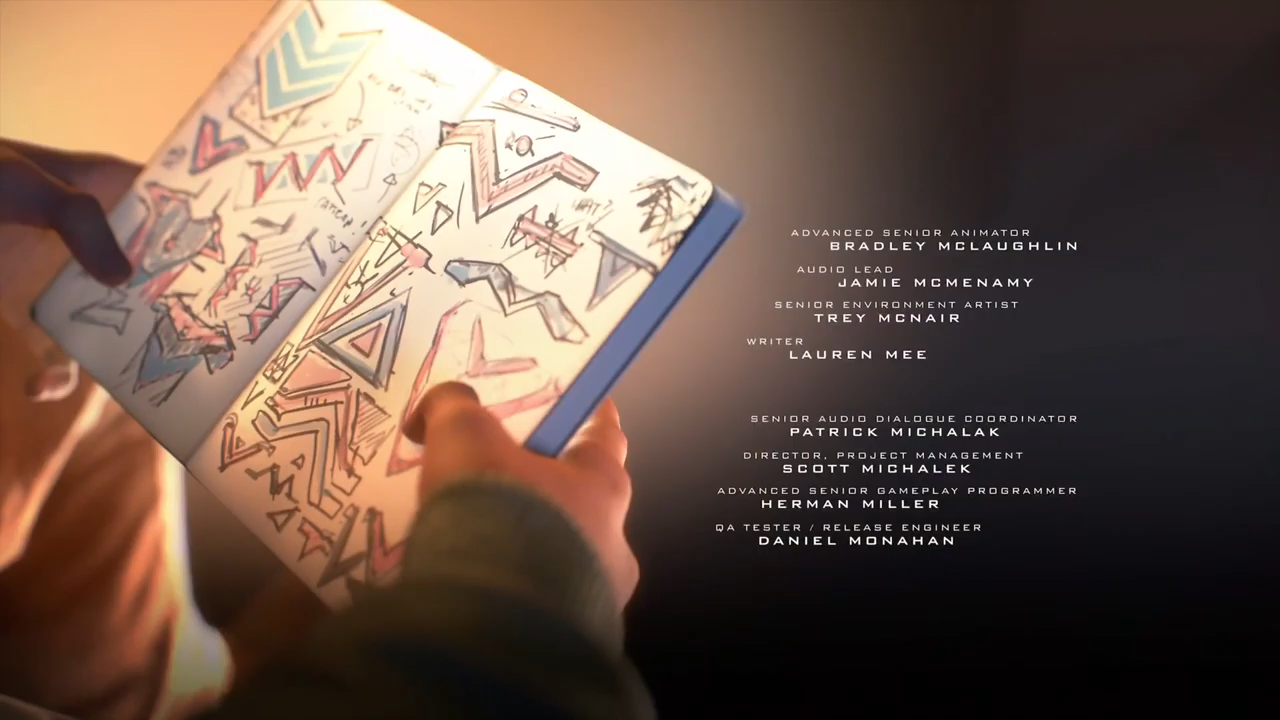 WHAT?
ADVANCED SENIOR ANIMATOR
BRADLEY MCLAUGHLIN
AUDIO LEAD
JAMIE MCMENAMY
SENIOR ENVIRONMENT ARTIST
TREY MCNAIR
WRITER
LAUREN MEE
SENIOR AUDIO DIALOGUE COORDINATOR
PATRICK MICHALAK
DIRECTOR, PROJECT MANAGEMENT
SCOTT MICHALEK
ADVANCED SENIOR GAMEPLAY PROGRAMMER
HERMAN MILLER
QA TESTER / RELEASE ENGINEER
DANIEL MONAHAN